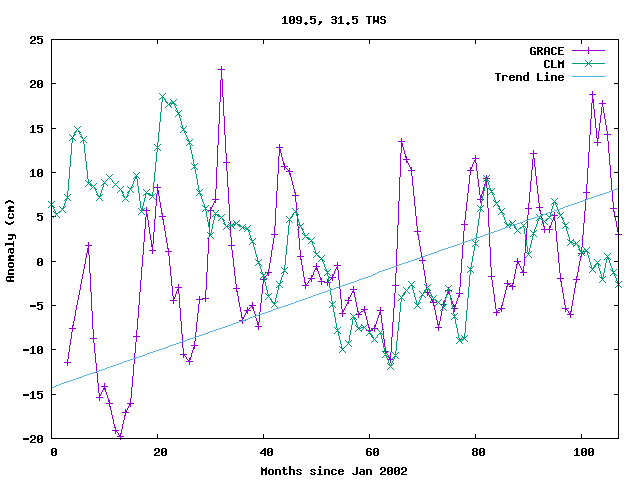 109.5, 31.5 TWS
GRACE
CLM
Trend Line
25
20
15
10
5
0
-5
-10
-15
-20
Anomaly (cm)
0 20 40 60 80 100
Months since Jan 2002